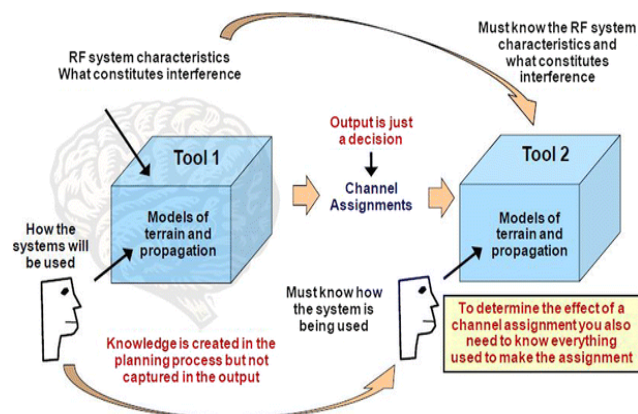 RF system characteristics
What constitutes interference
Must know the RF system
characteristics and
what constitutes
interference
Output is just
a decision
Tool 1
Tool 2
Channel
Assignments
Models of
terrain and
propagation
Models of
terrain and
propagation
How the
systems will
be used
Must know how
the system is
being used
Knowledge is created in the
planning process but not
captured in the output
To determine the effect of
a channel assignment you also
need to know everything
used to make the assignment